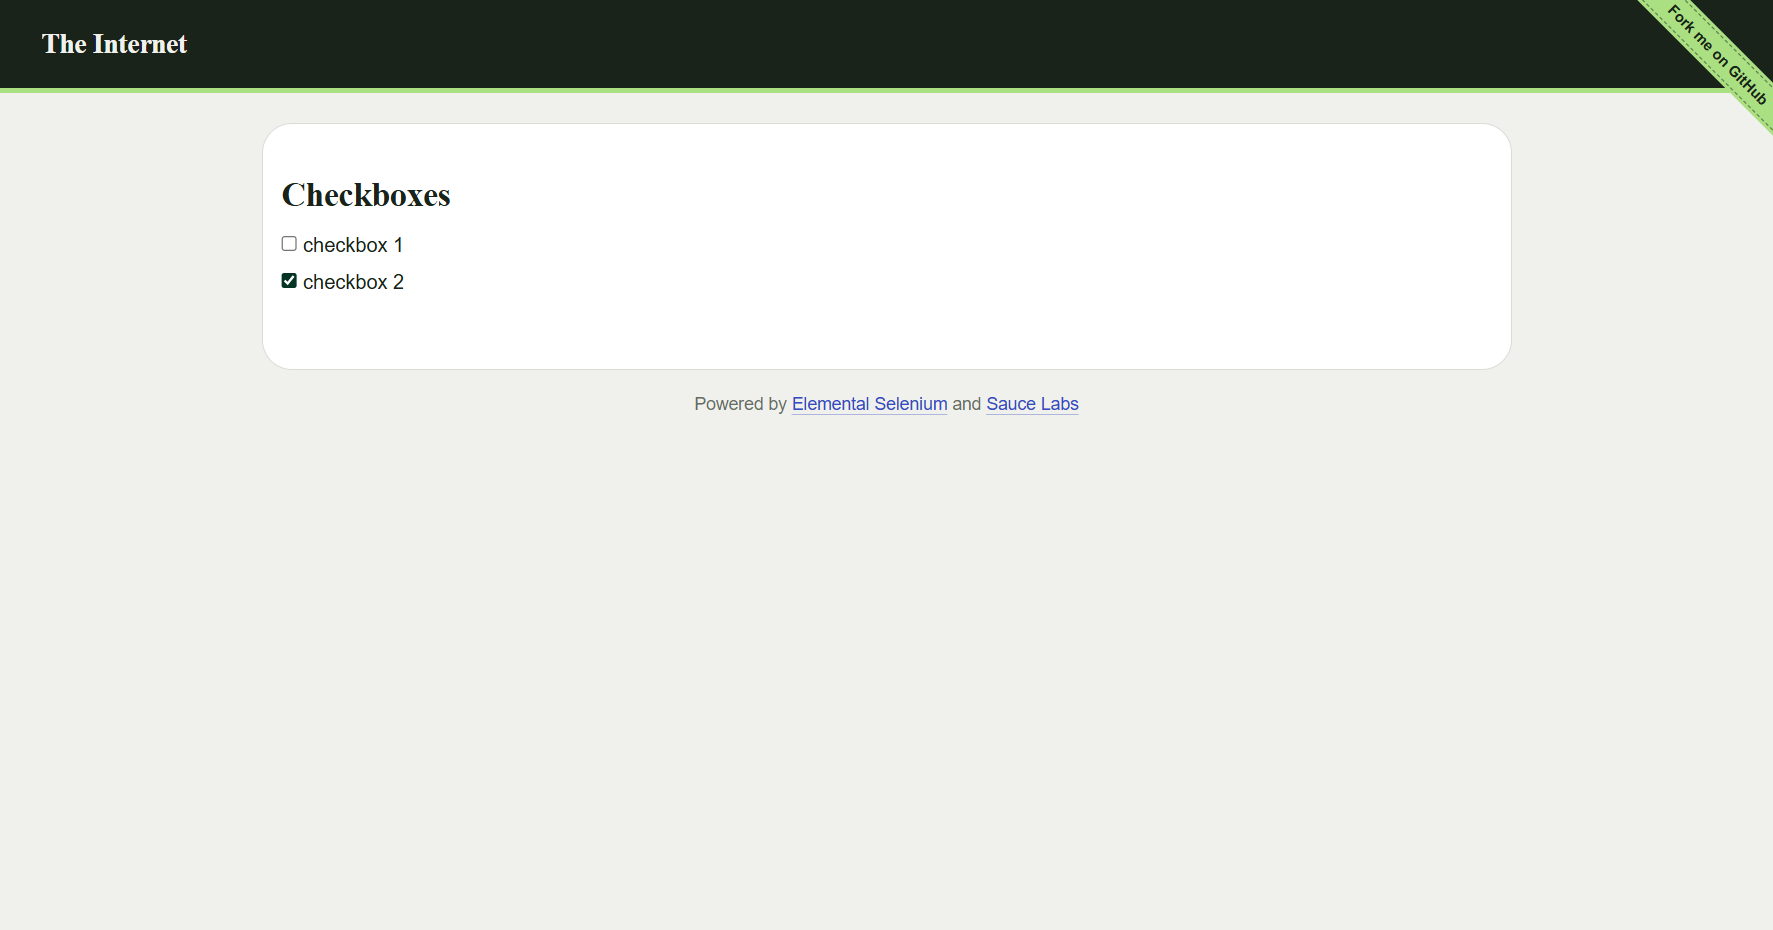 The Internet
Fork me on GitHub
Checkboxes
checkbox 1
checkbox 2
Powered by Elemental Selenium and Sauce Labs